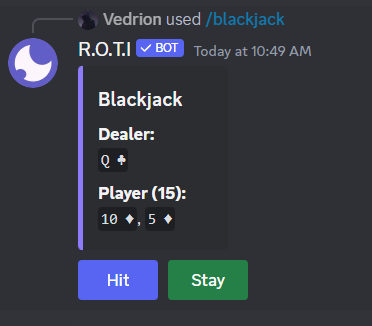 Vedrion used /blackjack
R.O.T.I ✓ BOT Today at 10:49 AM
Blackjack
Dealer:
Q ♣
Player (15):
10 ♦, 5 ♦
Hit Stay